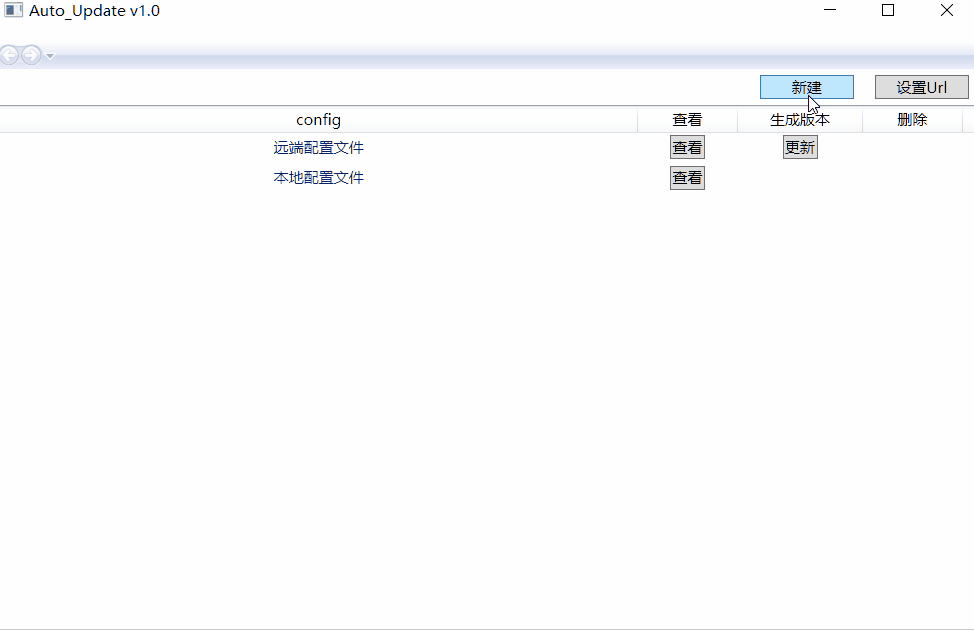 Auto_Update v1.0
新建 设置Url
config 查看 生成版本 删除
远端配置文件 查看 更新
本地配置文件 查看